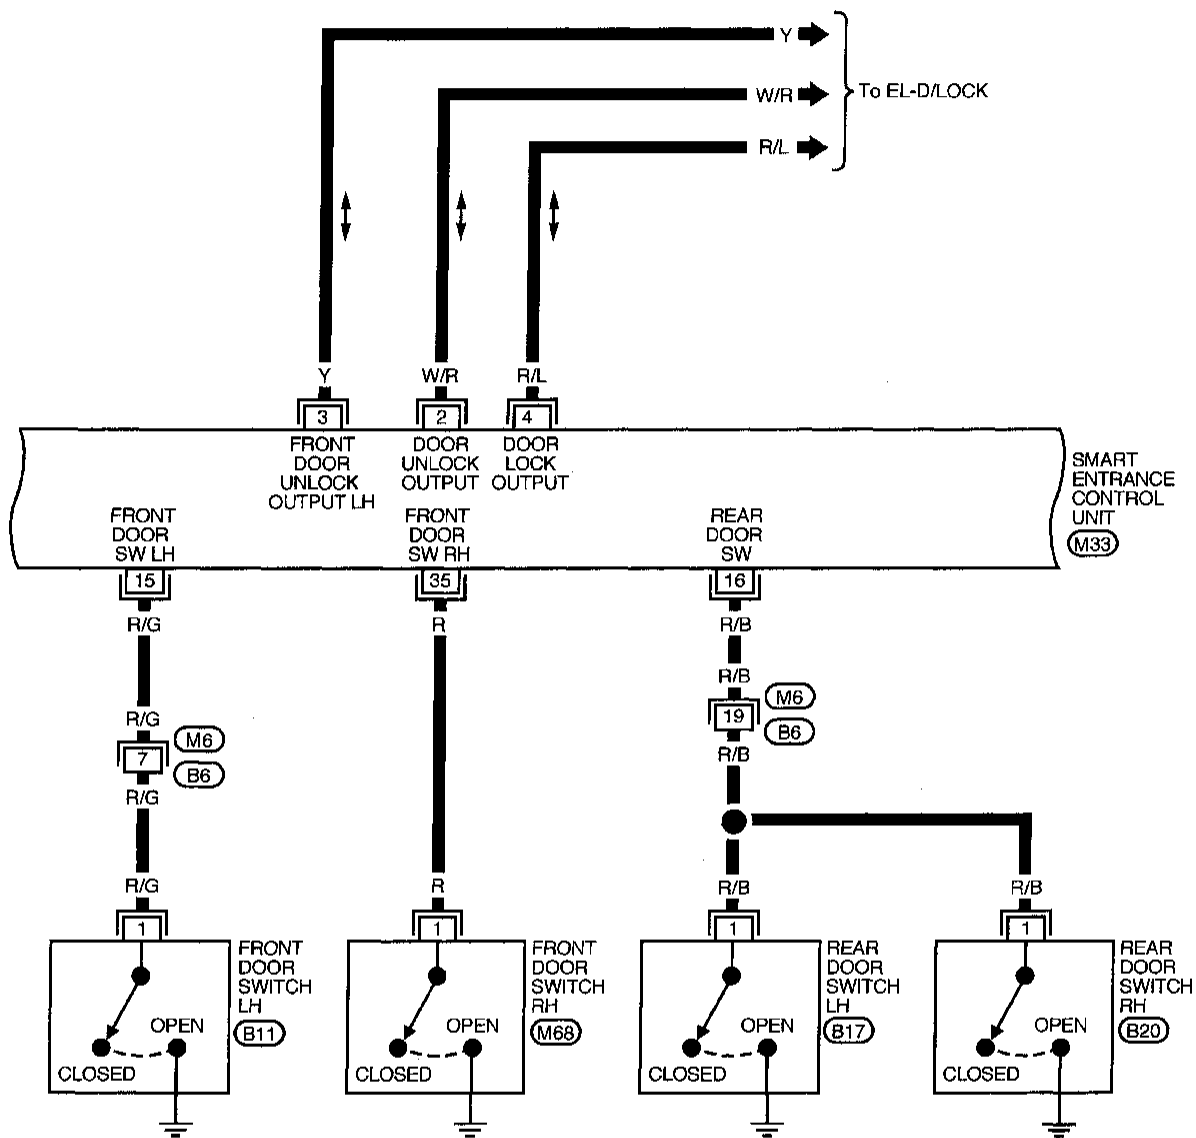 Y
W/R
To EL-D/LOCK
R/L
Y
W/R
R/L
3
2
4
FRONT
DOOR
UNLOCK
OUTPUT LH
DOOR
UNLOCK
OUTPUT
DOOR
LOCK
OUTPUT
SMART
ENTRANCE
CONTROL
UNIT
M33
FRONT
DOOR
SW LH
FRONT
DOOR
SW RH
REAR
DOOR
SW
15
35
16
R/G
R
R/B
R/B
R/G
M6
7
B6
R/G
M6
19
B6
R/B
R/G
R
R/B
R/B
1
1
1
1
FRONT
DOOR
SWITCH
LH
B11
OPEN
CLOSED
FRONT
DOOR
SWITCH
RH
M68
OPEN
CLOSED
REAR
DOOR
SWITCH
LH
B17
OPEN
CLOSED
REAR
DOOR
SWITCH
RH
B20
OPEN
CLOSED